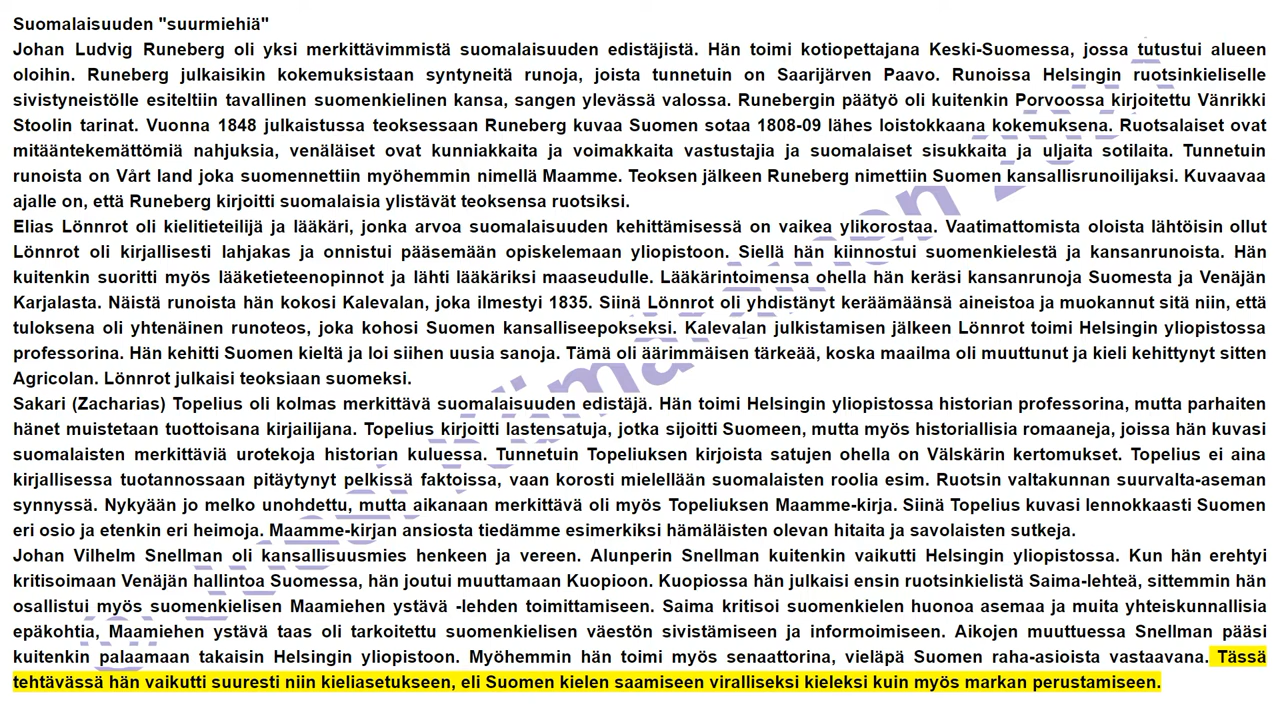 Suomalaisuuden "suurmiehiä"
Johan Ludvig Runeberg oli yksi merkittävimmistä suomalaisuuden edistäjistä. Hän toimi kotiopettajana Keski-Suomessa, jossa tutustui alueen
oloihin. Runeberg julkaisikin kokemuksistaan syntyneitä runoja, joista tunnetuin on Saarijärven Paavo. Runoissa Helsingin ruotsinkieliselle
sivistyneistölle esiteltiin tavallinen suomenkielinen kansa, sangen ylevässä valossa. Runebergin päätyö oli kuitenkin Porvoossa kirjoitettu Vänrikki
Stoolin tarinat. Vuonna 1848 julkaistussa teoksessaan Runeberg kuvaa Suomen sotaa 1808-09 lähes loistokkaana kokemuksena. Ruotsalaiset ovat
mitääntekemättömiä nahjuksia, venäläiset ovat kunniakkaita ja voimakkaita vastustajia ja suomalaiset sisukkaita ja uljaita sotilaita. Tunnetuin
runoista on Vårt land joka suomennettiin myöhemmin nimellä Maamme. Teoksen jälkeen Runeberg nimettiin Suomen kansallisrunoilijaksi. Kuvaavaa
ajalle on, että Runeberg kirjoitti suomalaisia ylistävät teoksensa ruotsiksi.
Elias Lönnrot oli kielitieteilijä ja lääkäri, jonka arvoa suomalaisuuden kehittämisessä on vaikea ylikorostaa. Vaatimattomista oloista lähtöisin ollut
Lönnrot oli kirjallisesti lahjakas ja onnistui pääsemään opiskelemaan yliopistoon. Siellä hän kiinnostui suomenkielestä ja kansanrunoista. Hän
kuitenkin suoritti myös lääketieteenopinnot ja lähti lääkäriksi maaseudulle. Lääkärintoimensa ohella hän keräsi kansanrunoja Suomesta ja Venäjän
Karjalasta. Näistä runoista hän kokosi Kalevalan, joka ilmestyi 1835. Siinä Lönnrot oli yhdistänyt keräämäänsä aineistoa ja muokannut sitä niin, että
tuloksena oli yhtenäinen runoteos, joka kohosi Suomen kansalliseepokseksi. Kalevalan julkistamisen jälkeen Lönnrot toimi Helsingin yliopistossa
professorina. Hän kehitti Suomen kieltä ja loi siihen uusia sanoja. Tämä oli äärimmäisen tärkeää, koska maailma oli muuttunut ja kieli kehittynyt sitten
Agricolan. Lönnrot julkaisi teoksiaan suomeksi.
Sakari (Zacharias) Topelius oli kolmas merkittävä suomalaisuuden edistäjä. Hän toimi Helsingin yliopistossa historian professorina, mutta parhaiten
hänet muistetaan tuottoisana kirjailijana. Topelius kirjoitti lastensatuja, jotka sijoitti Suomeen, mutta myös historiallisia romaaneja, joissa hän kuvasi
suomalaisten merkittäviä urotekoja historian kuluessa. Tunnetuin Topeliuksen kirjoista satujen ohella on Välskärin kertomukset. Topelius ei aina
kirjallisessa tuotannossaan pitäytynyt pelkissä faktoissa, vaan korosti mielellään suomalaisten roolia esim. Ruotsin valtakunnan suurvalta-aseman
synnyssä. Nykyään jo melko unohdettu, mutta aikanaan merkittävä oli myös Topeliuksen Maamme-kirja. Siinä Topelius kuvasi lennokkaasti Suomen
eri osio ja etenkin eri heimoja. Maamme-kirjan ansiosta tiedämme esimerkiksi hämäläisten olevan hitaita ja savolaisten sutkeja.
Johan Vilhelm Snellman oli kansallisuusmies henkeen ja vereen. Alunperin Snellman kuitenkin vaikutti Helsingin yliopistossa. Kun hän erehtyi
kritisoimaan Venäjän hallintoa Suomessa, hän joutui muuttamaan Kuopioon. Kuopiossa hän julkaisi ensin ruotsinkielistä Saima-lehteä, sittemmin hän
osallistui myös suomenkielisen Maamiehen ystävä -lehden toimittamiseen. Saima kritisoi suomenkielen huonoa asemaa ja muita yhteiskunnallisia
epäkohtia, Maamiehen ystävä taas oli tarkoitettu suomenkielisen väestön sivistämiseen ja informoimiseen. Aikojen muuttuessa Snellman pääsi
kuitenkin palaamaan takaisin Helsingin yliopistoon. Myöhemmin hän toimi myös senaattorina, vieläpä Suomen raha-asioista vastaavana. Tässä
tehtävässä hän vaikutti suuresti niin kieliasetukseen, eli Suomen kielen saamiseen viralliseksi kieleksi kuin myös markan perustamiseen.